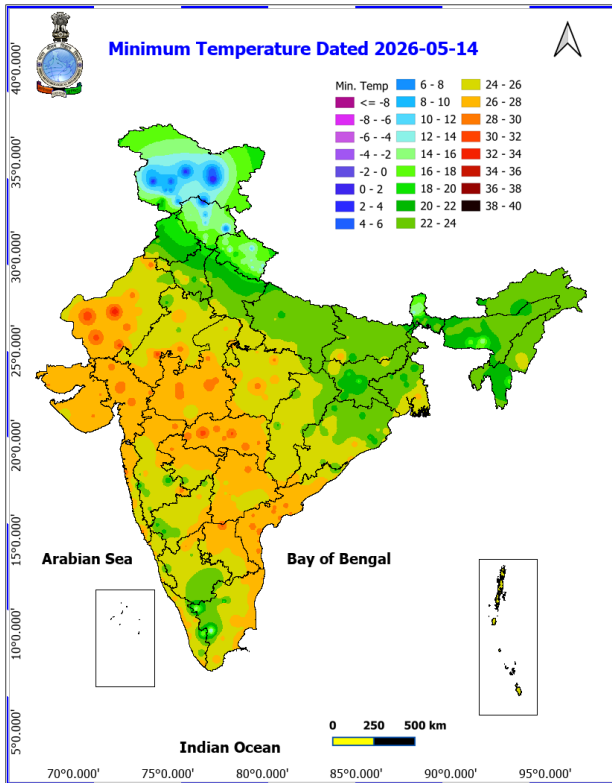 Minimum Temperature Dated 2026-05-14
Min. Temp
<= -8
-8 - -6
-6 - -4
-4 - -2
-2 - 0
0 - 2
2 - 4
4 - 6
6 - 8
8 - 10
10 - 12
12 - 14
14 - 16
16 - 18
18 - 20
20 - 22
22 - 24
24 - 26
26 - 28
28 - 30
30 - 32
32 - 34
34 - 36
36 - 38
38 - 40
40°0.000'
35°0.000'
30°0.000'
25°0.000'
20°0.000'
15°0.000'
10°0.000'
5°0.000'
Arabian Sea
Bay of Bengal
Indian Ocean
0 250 500 km
70°0.000' 75°0.000' 80°0.000' 85°0.000' 90°0.000' 95°0.000'